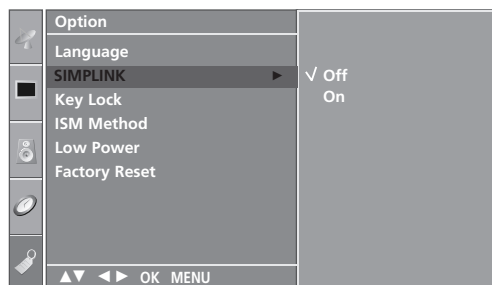 Option
Language
SIMPLINK ► √ Off
Key Lock On
ISM Method
Low Power
Factory Reset
▲▼ ◄► OK MENU